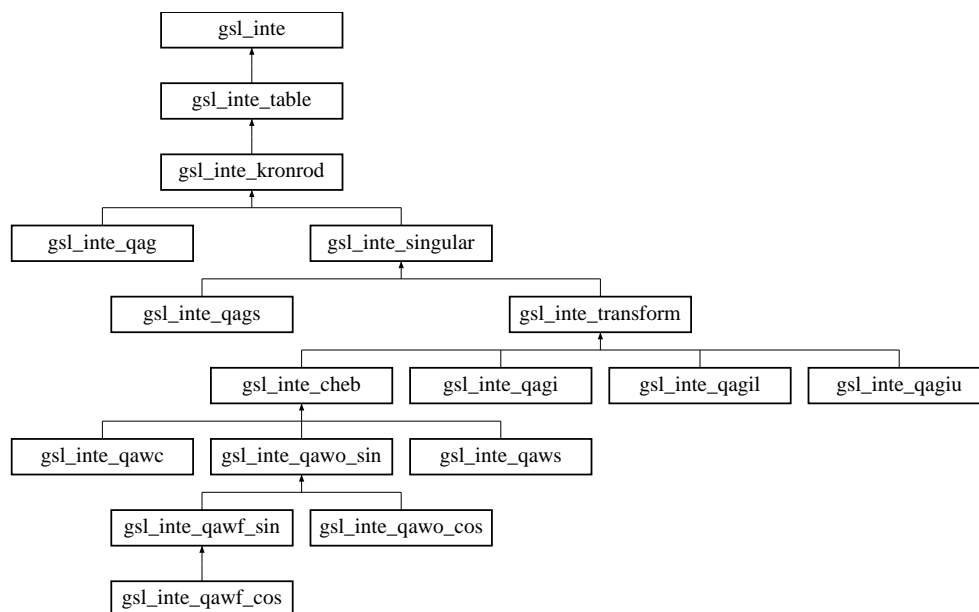 gsl_inte
gsl_inte_table
gsl_inte_kronrod
gsl_inte_qag
gsl_inte_singular
gsl_inte_qags
gsl_inte_transform
gsl_inte_cheb
gsl_inte_qagi
gsl_inte_qagil
gsl_inte_qagiu
gsl_inte_qawc
gsl_inte_qawo_sin
gsl_inte_qaws
gsl_inte_qawf_sin
gsl_inte_qawo_cos
gsl_inte_qawf_cos